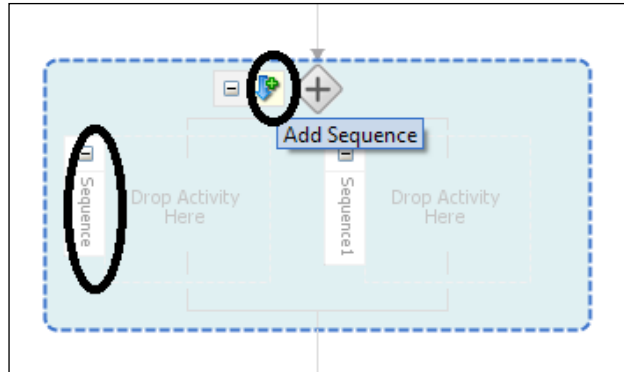 Add Sequence
Sequence
Drop Activity
Here
Sequence1
Drop Activity
Here